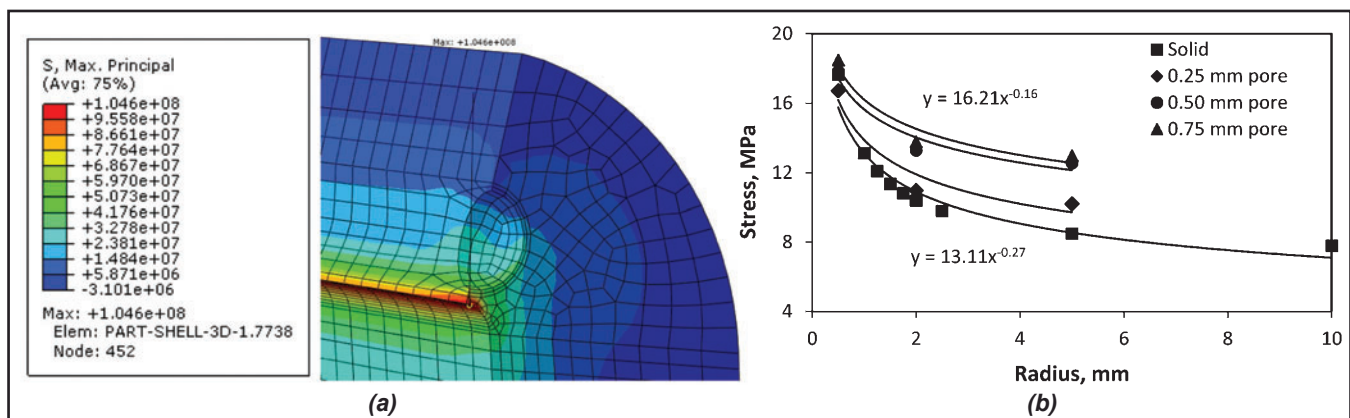 S, Max. Principal
(Avg: 75%)
+1.046e+08
+9.558e+07
+8.661e+07
+7.764e+07
+6.867e+07
+5.970e+07
+5.073e+07
+4.176e+07
+3.278e+07
+2.381e+07
+1.484e+07
+5.871e+06
-3.101e+06
Max: +1.046e+08
Elem: PART-SHELL-3D-1.7738
Node: 452
Max: +1.046e+008
(a)
Stress, MPa
20
16
12
8
4
0
2
4
6
8
10
Radius, mm
Solid
0.25 mm pore
0.50 mm pore
0.75 mm pore
y = 16.21x^-0.16
y = 13.11x^-0.27
(b)